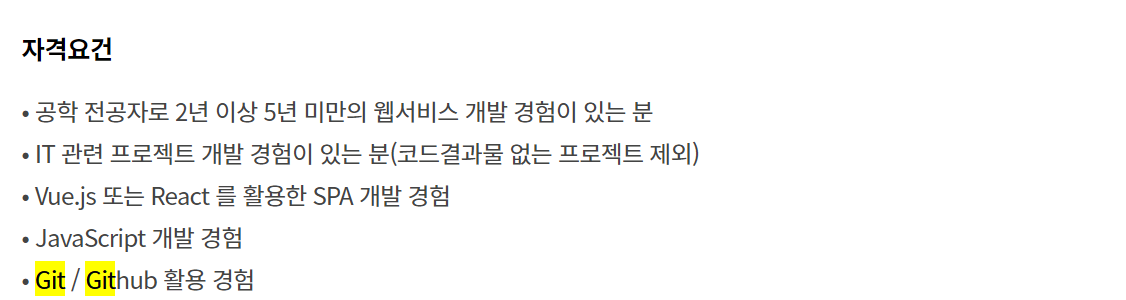 자격요건
• 공학 전공자로 2년 이상 5년 미만의 웹서비스 개발 경험이 있는 분
• IT 관련 프로젝트 개발 경험이 있는 분(코드결과물 없는 프로젝트 제외)
• Vue.js 또는 React 를 활용한 SPA 개발 경험
• JavaScript 개발 경험
• Git / Github 활용 경험